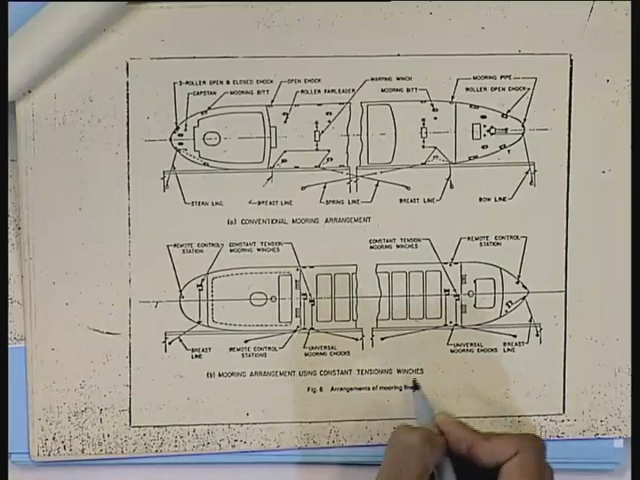 3-ROLLER OPEN & CLOSED CHOCK
CAPSTAN
MOORING BITT
OPEN CHOCK
ROLLER FAIRLEADER
WARPING WINCH
MOORING BITT
MOORING PIPE
ROLLER OPEN CHOCK
STERN LINE
BREAST LINE
SPRING LINE
BREAST LINE
BOW LINE
(a) CONVENTIONAL MOORING ARRANGEMENT
REMOTE CONTROL
STATION
CONSTANT TENSION
MOORING WINCHES
CONSTANT TENSION
MOORING WINCHES
REMOTE CONTROL
STATION
BREAST
LINE
REMOTE CONTROL
STATIONS
UNIVERSAL
MOORING CHOCKS
UNIVERSAL
MOORING CHOCKS
BREAST
LINE
(b) MOORING ARRANGEMENT USING CONSTANT TENSIONING WINCHES
Fig. 6 Arrangements of mooring